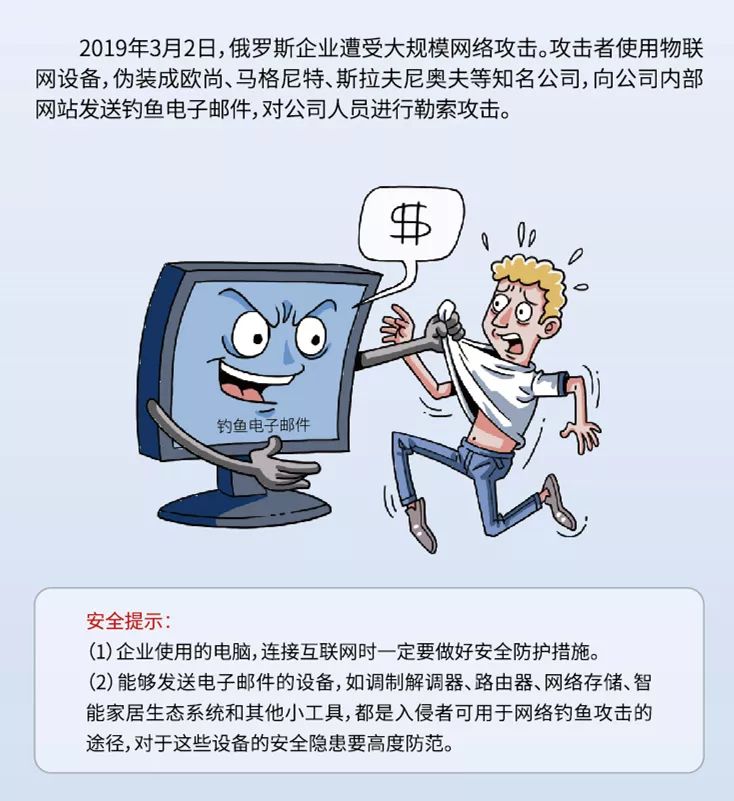 2019年3月2日，俄罗斯企业遭受大规模网络攻击。攻击者使用物联
网设备，伪装成欧尚、马格尼特、斯拉夫尼奥夫等知名公司，向公司内部
网站发送钓鱼电子邮件，对公司人员进行勒索攻击。
$
钓鱼电子邮件
安全提示：
（1）企业使用的电脑，连接互联网时一定要做好安全防护措施。
（2）能够发送电子邮件的设备，如调制解调器、路由器、网络存储、智
能家居生态系统和其他小工具，都是入侵者可用于网络钓鱼攻击的
途径，对于这些设备的安全隐患要高度防范。